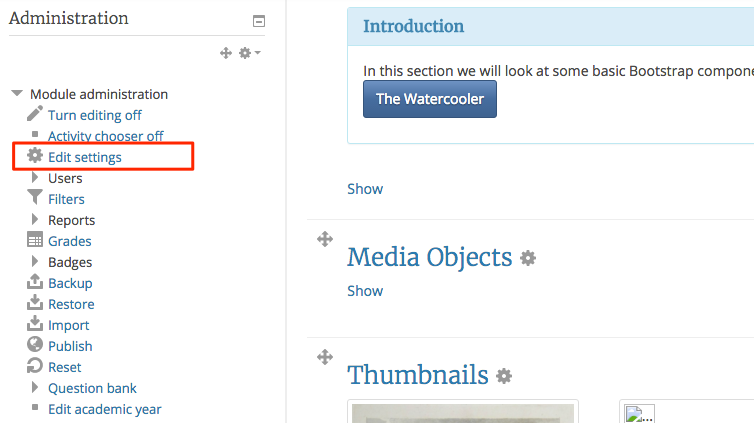 Administration
Module administration
Turn editing off
Activity chooser off
Edit settings
Users
Filters
Reports
Grades
Badges
Backup
Restore
Import
Publish
Reset
Question bank
Edit academic year
Introduction
In this section we will look at some basic Bootstrap compone
The Watercooler
Show
Media Objects
Show
Thumbnails
...